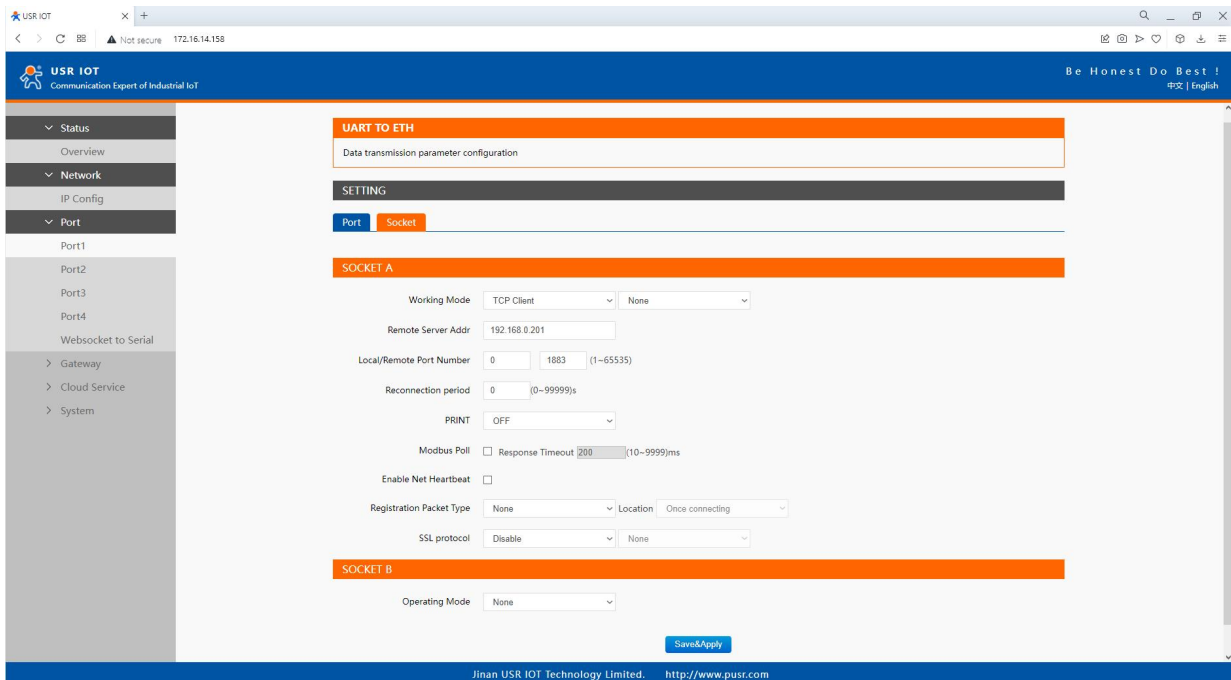 USR IOT
Not secure 172.16.14.158
USR IOT
Communication Expert of Industrial IoT
Be Honest Do Best !
中文 | English
Status
Overview
Network
IP Config
Port
Port1
Port2
Port3
Port4
Websocket to Serial
Gateway
Cloud Service
System
UART TO ETH
Data transmission parameter configuration
SETTING
Port Socket
SOCKET A
Working Mode TCP Client None
Remote Server Addr 192.168.0.201
Local/Remote Port Number 0 1883 (1~65535)
Reconnection period 0 (0~99999)s
PRINT OFF
Modbus Poll Response Timeout 200 (10~9999)ms
Enable Net Heartbeat
Registration Packet Type None Location Once connecting
SSL protocol Disable None
SOCKET B
Operating Mode None
Save&Apply
Jinan USR IOT Technology Limited. http://www.pusr.com